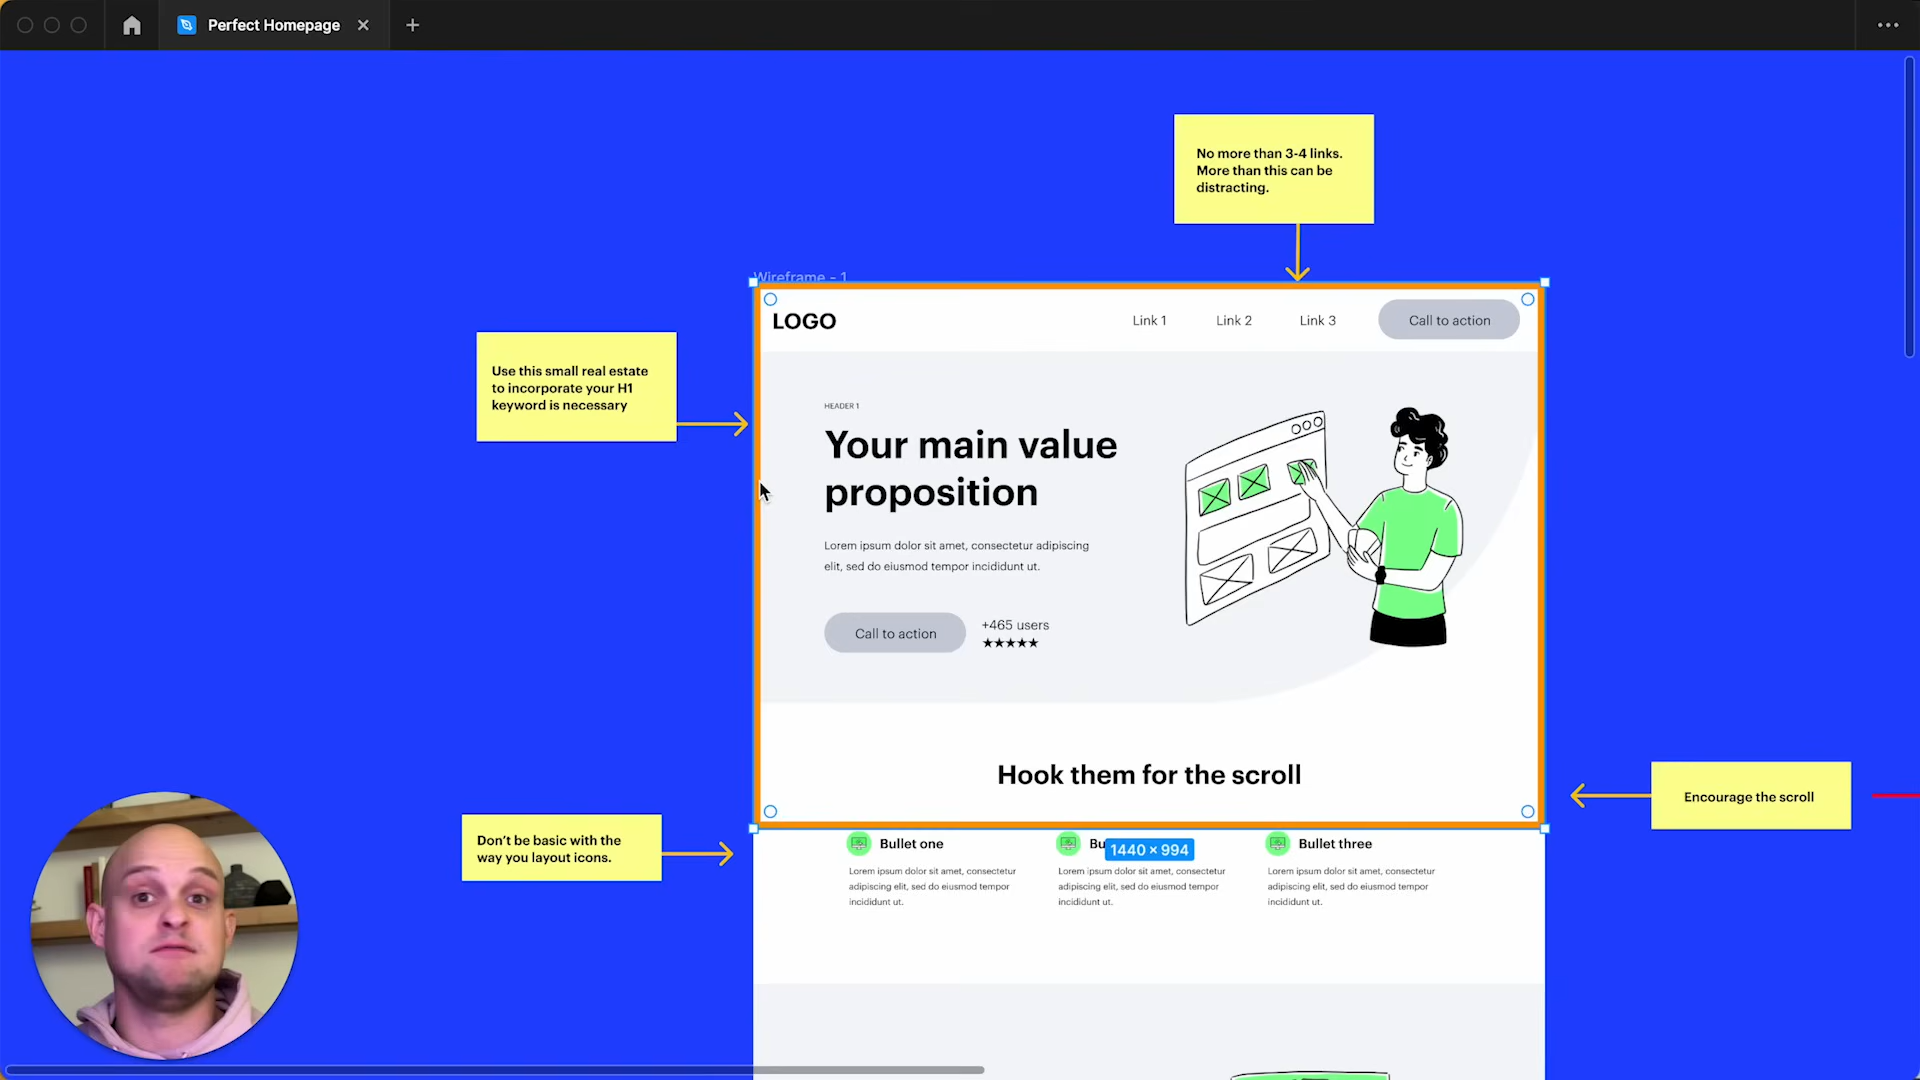 Perfect Homepage
No more than 3-4 links.
More than this can be
distracting.
Wireframe - 1
LOGO
Link 1
Link 2
Link 3
Call to action
Use this small real estate
to incorporate your H1
keyword is necessary
HEADER 1
Your main value
proposition
Lorem ipsum dolor sit amet, consectetur adipiscing
elit, sed do eiusmod tempor incididunt ut.
Call to action
+465 users
★★★★★
Hook them for the scroll
Encourage the scroll
Don't be basic with the
way you layout icons.
Bullet one
Lorem ipsum dolor sit amet, consectetur
adipiscing elit, sed do eiusmod tempor
incididunt ut.
Bu
1440 × 994
Lorem ipsum dolor sit amet, consectetur
adipiscing elit, sed do eiusmod tempor
incididunt ut.
Bullet three
Lorem ipsum dolor sit amet, consectetur
adipiscing elit, sed do eiusmod tempor
incididunt ut.